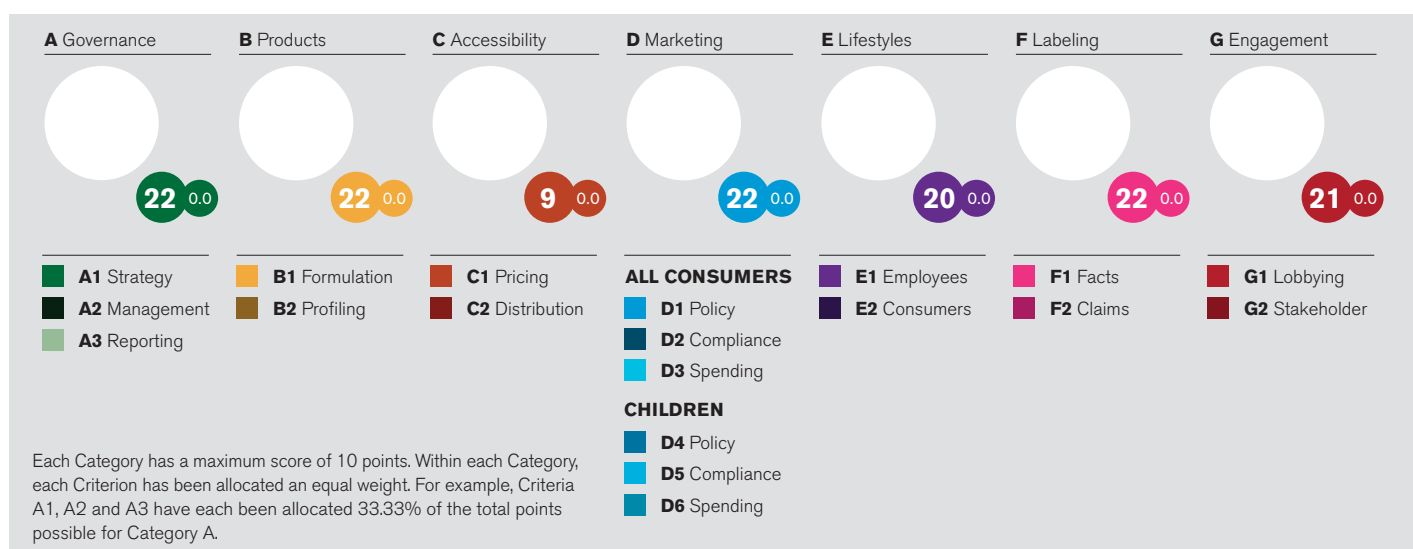 A Governance
B Products
C Accessibility
D Marketing
E Lifestyles
F Labeling
G Engagement
22 0.0
22 0.0
9 0.0
22 0.0
20 0.0
22 0.0
21 0.0
A1 Strategy
A2 Management
A3 Reporting
B1 Formulation
B2 Profiling
C1 Pricing
C2 Distribution
ALL CONSUMERS
D1 Policy
D2 Compliance
D3 Spending
CHILDREN
D4 Policy
D5 Compliance
D6 Spending
E1 Employees
E2 Consumers
F1 Facts
F2 Claims
G1 Lobbying
G2 Stakeholder
Each Category has a maximum score of 10 points. Within each Category,
each Criterion has been allocated an equal weight. For example, Criteria
A1, A2 and A3 have each been allocated 33.33% of the total points
possible for Category A.